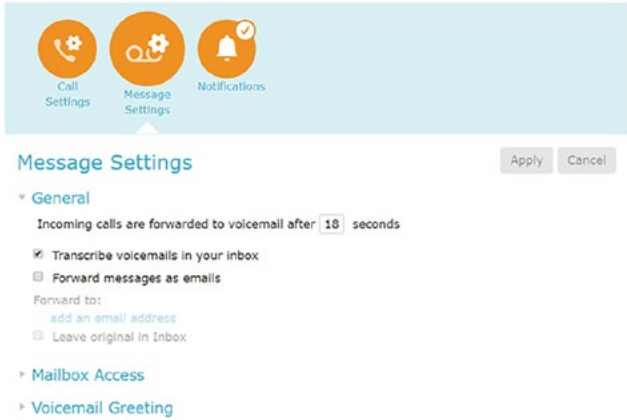 Call
Settings
Message
Settings
Notifications
Message Settings
Apply
Cancel
General
Incoming calls are forwarded to voicemail after 18 seconds
Transcribe voicemails in your inbox
Forward messages as emails
Forward to:
add an email address
Leave original in Inbox
Mailbox Access
Voicemail Greeting